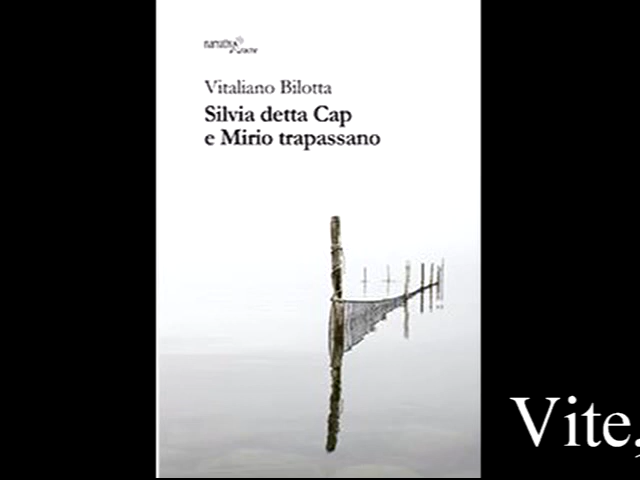 Vitaliano Bilotta
Silvia detta Cap
e Mirio trapassano
Vite,